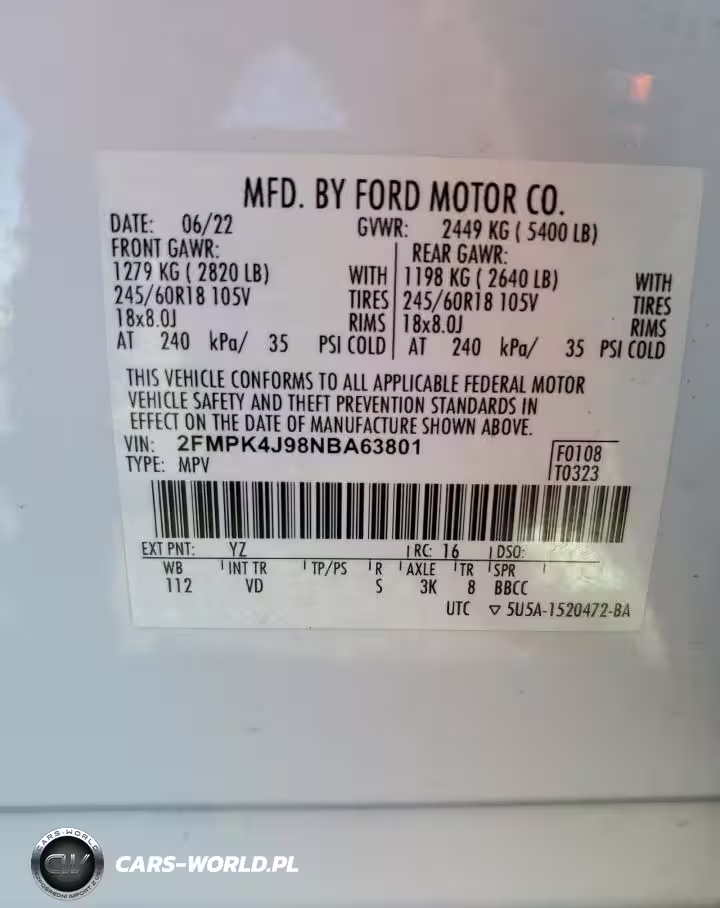 MFD. BY FORD MOTOR CO.
DATE: 06/22 GVWR: 2449 KG ( 5400 LB)
FRONT GAWR: REAR GAWR:
1279 KG ( 2820 LB) WITH 1198 KG ( 2640 LB) WITH
245/60R18 105V TIRES 245/60R18 105V TIRES
18x8.0J RIMS 18x8.0J RIMS
AT 240 kPa/ 35 PSI COLD AT 240 kPa/ 35 PSI COLD
THIS VEHICLE CONFORMS TO ALL APPLICABLE FEDERAL MOTOR
VEHICLE SAFETY AND THEFT PREVENTION STANDARDS IN
EFFECT ON THE DATE OF MANUFACTURE SHOWN ABOVE.
VIN: 2FMPK4J98NBA63801 F0108
TYPE: MPV T0323
EXT PNT: YZ RC: 16 DSO:
WB INT TR TP/PS R AXLE TR SPR
112 VD S 3K 8 BBCC
UTC ▽ 5U5A-1520472-BA
CARS-WORLD
CW
CARS-WORLD.PL